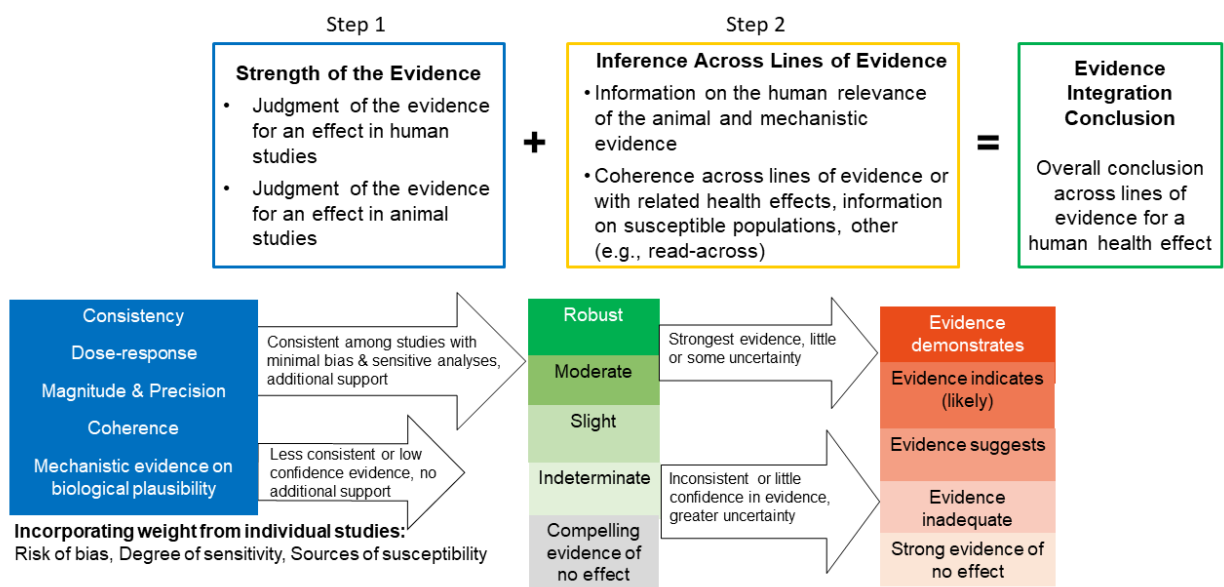 Step 1
Step 2
Strength of the Evidence
• Judgment of the evidence
for an effect in human
studies
• Judgment of the evidence
for an effect in animal
studies
+
Inference Across Lines of Evidence
• Information on the human relevance
of the animal and mechanistic
evidence
• Coherence across lines of evidence or
with related health effects, information
on susceptible populations, other
(e.g., read-across)
=
Evidence
Integration
Conclusion
Overall conclusion
across lines of
evidence for a
human health effect
Consistency
Dose-response
Magnitude & Precision
Coherence
Mechanistic evidence on
biological plausibility
Consistent among studies with
minimal bias & sensitive analyses,
additional support
Less consistent or low
confidence evidence, no
additional support
Incorporating weight from individual studies:
Risk of bias, Degree of sensitivity, Sources of susceptibility
Robust
Moderate
Slight
Indeterminate
Compelling
evidence of
no effect
Strongest evidence, little
or some uncertainty
Inconsistent or little
confidence in evidence,
greater uncertainty
Evidence
demonstrates
Evidence indicates
(likely)
Evidence suggests
Evidence
inadequate
Strong evidence of
no effect